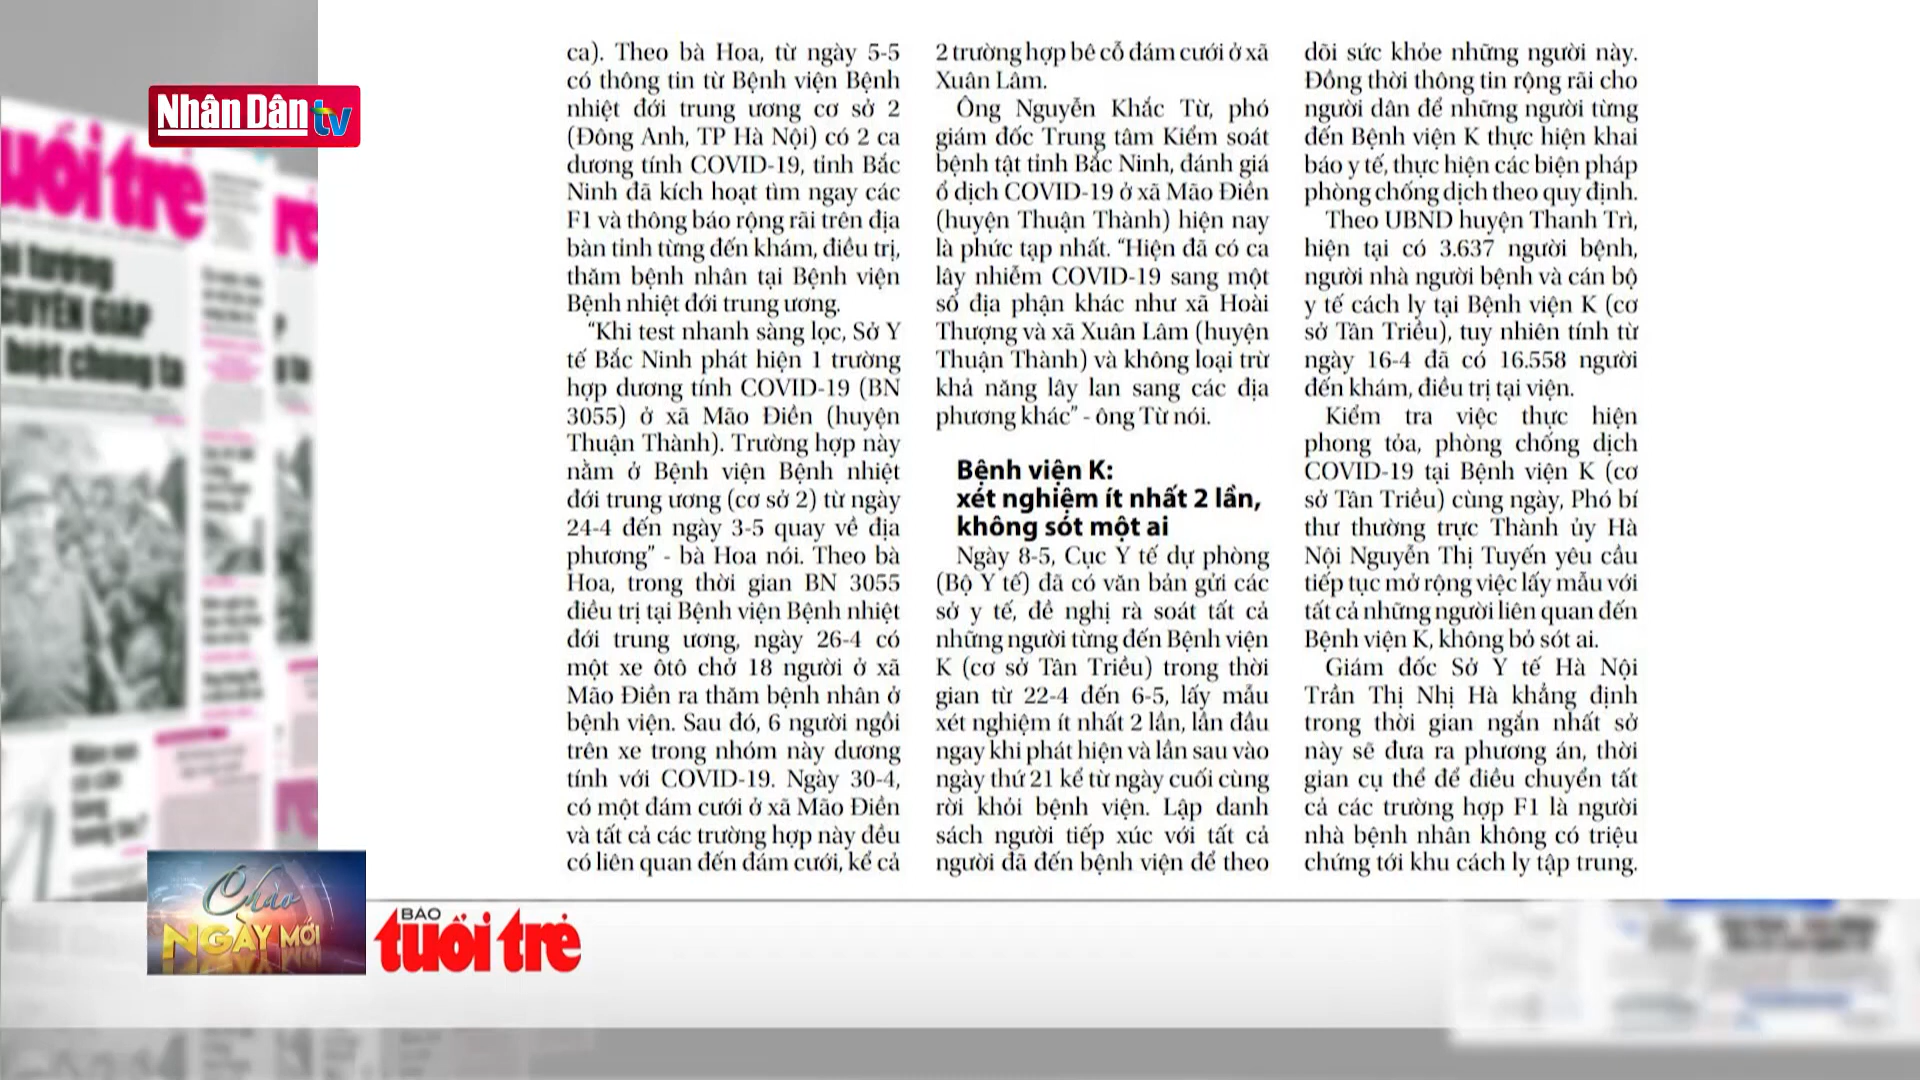 Nhân Dân tv
tuổi trẻ
ca). Theo bà Hoa, từ ngày 5-5
có thông tin từ Bệnh viện Bệnh
nhiệt đới trung ương cơ sở 2
(Đông Anh, TP Hà Nội) có 2 ca
dương tính COVID-19, tỉnh Bắc
Ninh đã kích hoạt tìm ngay các
F1 và thông báo rộng rãi trên địa
bàn tỉnh từng đến khám, điều trị,
thăm bệnh nhân tại Bệnh viện
Bệnh nhiệt đới trung ương.
“Khi test nhanh sàng lọc, Sở Y
tế Bắc Ninh phát hiện 1 trường
hợp dương tính COVID-19 (BN
3055) ở xã Mão Điền (huyện
Thuận Thành). Trường hợp này
nằm ở Bệnh viện Bệnh nhiệt
đới trung ương (cơ sở 2) từ ngày
24-4 đến ngày 3-5 quay về địa
phương” - bà Hoa nói. Theo bà
Hoa, trong thời gian BN 3055
điều trị tại Bệnh viện Bệnh nhiệt
đới trung ương, ngày 26-4 có
một xe ôtô chở 18 người ở xã
Mão Điền ra thăm bệnh nhân ở
bệnh viện. Sau đó, 6 người ngồi
trên xe trong nhóm này dương
tính với COVID-19. Ngày 30-4,
có một đám cưới ở xã Mão Điền
và tất cả các trường hợp này đều
có liên quan đến đám cưới, kể cả
2 trường hợp bê cỗ đám cưới ở xã
Xuân Lâm.
Ông Nguyễn Khắc Từ, phó
giám đốc Trung tâm Kiểm soát
bệnh tật tỉnh Bắc Ninh, đánh giá
ổ dịch COVID-19 ở xã Mão Điền
(huyện Thuận Thành) hiện nay
là phức tạp nhất. “Hiện đã có ca
lây nhiễm COVID-19 sang một
số địa phận khác như xã Hoài
Thượng và xã Xuân Lâm (huyện
Thuận Thành) và không loại trừ
khả năng lây lan sang các địa
phương khác” - ông Từ nói.
Bệnh viện K:
xét nghiệm ít nhất 2 lần,
không sót một ai
Ngày 8-5, Cục Y tế dự phòng
(Bộ Y tế) đã có văn bản gửi các
sở y tế, đề nghị rà soát tất cả
những người từng đến Bệnh viện
K (cơ sở Tân Triều) trong thời
gian từ 22-4 đến 6-5, lấy mẫu
xét nghiệm ít nhất 2 lần, lần đầu
ngay khi phát hiện và lần sau vào
ngày thứ 21 kể từ ngày cuối cùng
rời khỏi bệnh viện. Lập danh
sách người tiếp xúc với tất cả
người đã đến bệnh viện để theo
dõi sức khỏe những người này.
Đồng thời thông tin rộng rãi cho
người dân để những người từng
đến Bệnh viện K thực hiện khai
báo y tế, thực hiện các biện pháp
phòng chống dịch theo quy định.
Theo UBND huyện Thanh Trì,
hiện tại có 3.637 người bệnh,
người nhà người bệnh và cán bộ
y tế cách ly tại Bệnh viện K (cơ
sở Tân Triều), tuy nhiên tính từ
ngày 16-4 đã có 16.558 người
đến khám, điều trị tại viện.
Kiểm tra việc thực hiện
phong tỏa, phòng chống dịch
COVID-19 tại Bệnh viện K (cơ
sở Tân Triều) cùng ngày, Phó bí
thư thường trực Thành ủy Hà
Nội Nguyễn Thị Tuyến yêu cầu
tiếp tục mở rộng việc lấy mẫu với
tất cả những người liên quan đến
Bệnh viện K, không bỏ sót ai.
Giám đốc Sở Y tế Hà Nội
Trần Thị Nhị Hà khẳng định
trong thời gian ngắn nhất sở
này sẽ đưa ra phương án, thời
gian cụ thể để điều chuyển tất
cả các trường hợp F1 là người
nhà bệnh nhân không có triệu
chứng tới khu cách ly tập trung.
Chào
NGÀY MỚI
BÁO
tuổi trẻ